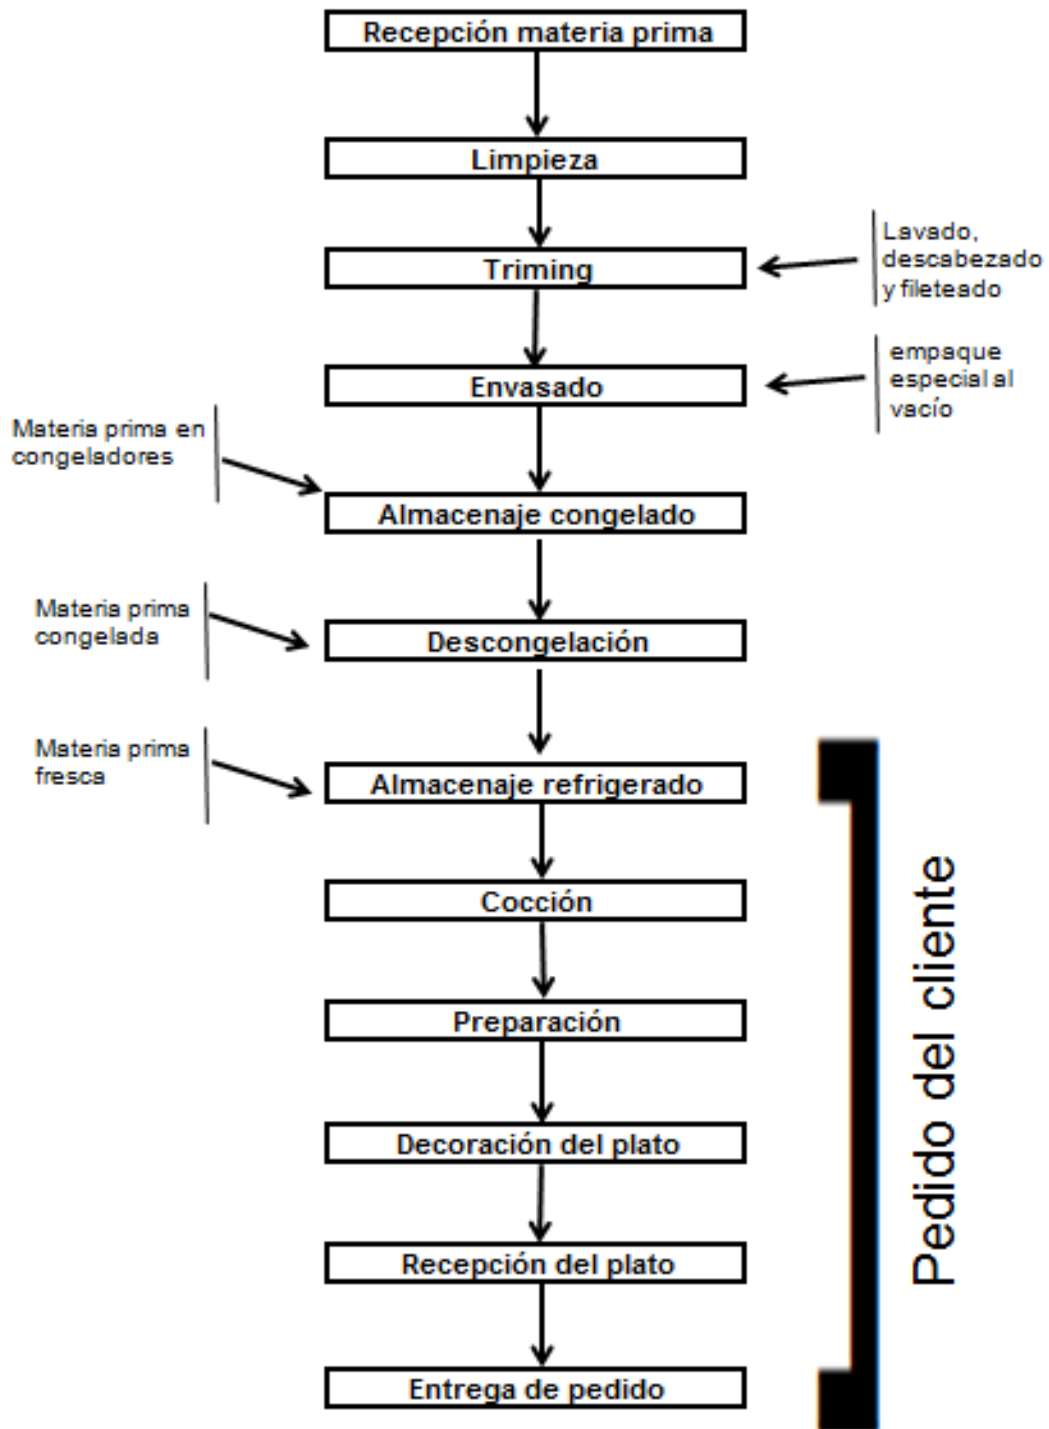 Recepción materia prima
Limpieza
Triming
Lavado,
descabezado
y fileteado
Envasado
empaque
especial al
vacío
Materia prima en
congeladores
Almacenaje congelado
Materia prima
congelada
Descongelación
Materia prima
fresca
Almacenaje refrigerado
Cocción
Preparación
Decoración del plato
Recepción del plato
Entrega de pedido
Pedido del cliente